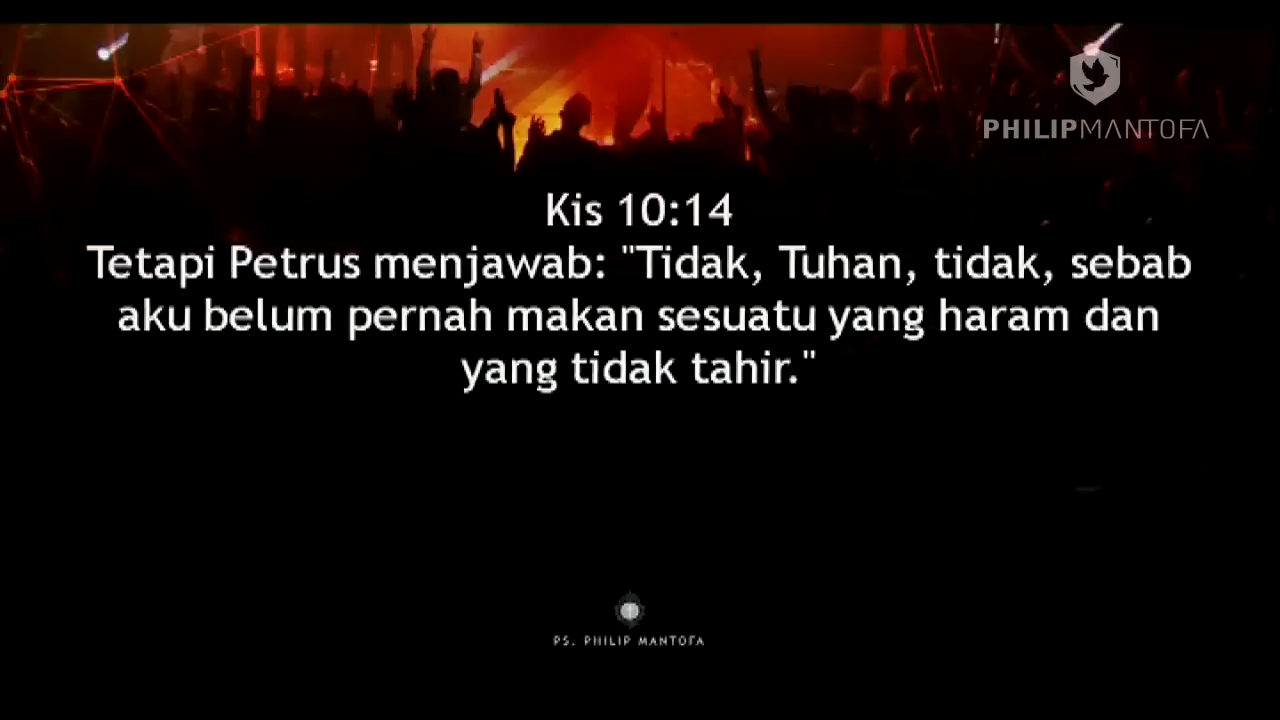 PHILIPMANTOFA
Kis 10:14
Tetapi Petrus menjawab: "Tidak, Tuhan, tidak, sebab
aku belum pernah makan sesuatu yang haram dan
yang tidak tahir."
PS. PHILIP MANTOFA